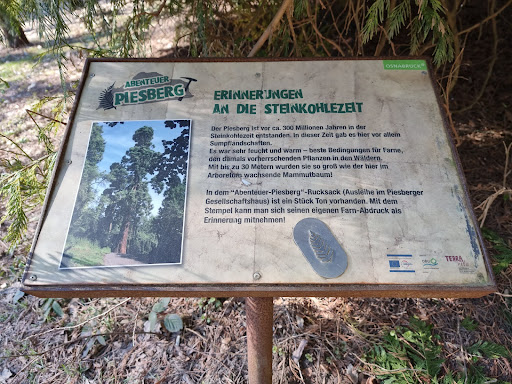 ABENTEUER
PIESBERG
OSNABRÜCK
ERINNERUNGEN
AN DIE STEINKOHLEZEIT
Der Piesberg ist vor ca. 300 Millionen Jahren in der
Steinkohlezeit entstanden. In dieser Zeit gab es hier vor allem
Sumpflandschaften.
Es war sehr feucht und warm – beste Bedingungen für Farne,
den damals vorherrschenden Pflanzen in den Wäldern.
Mit bis zu 30 Metern wurden sie so groß wie der hier im
Arboretum wachsende Mammutbaum!
In dem "Abenteuer-Piesberg"-Rucksack (Ausleihe im Piesberger
Gesellschaftshaus) ist ein Stück Ton vorhanden. Mit dem
Stempel kann man sich seinen eigenen Farn-Abdruck als
Erinnerung mitnehmen!
TERRA